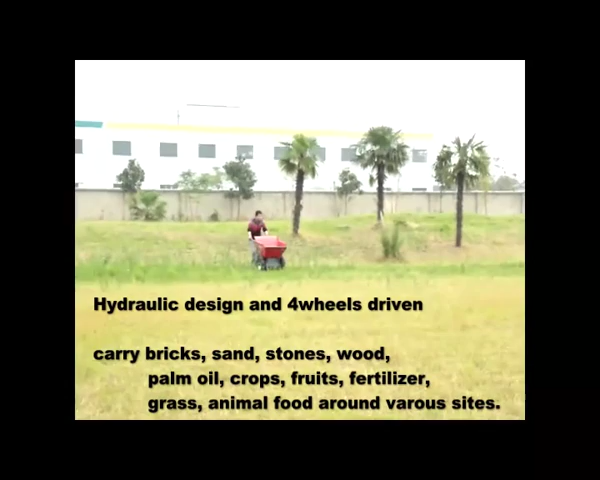 Hydraulic design and 4wheels driven
carry bricks, sand, stones, wood,
palm oil, crops, fruits, fertilizer,
grass, animal food around varous sites.